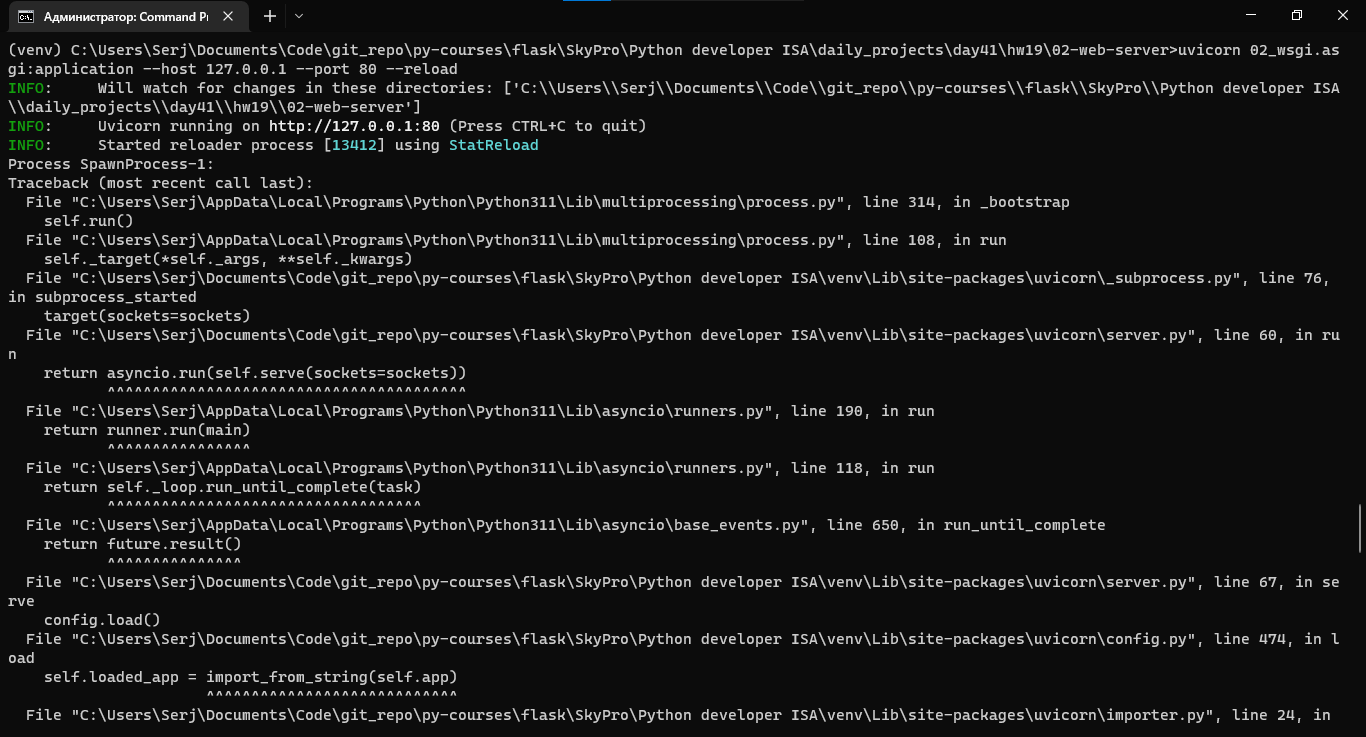 Администратор: Command Pr
(venv) C:\Users\Serj\Documents\Code\git_repo\py-courses\flask\SkyPro\Python developer ISA\daily_projects\day41\hw19\02-web-server>uvicorn 02_wsgi.as
gi:application --host 127.0.0.1 --port 80 --reload
INFO:     Will watch for changes in these directories: ['C:\\Users\\Serj\\Documents\\Code\\git_repo\\py-courses\\flask\\SkyPro\\Python developer ISA
\\daily_projects\\day41\\hw19\\02-web-server']
INFO:     Uvicorn running on http://127.0.0.1:80 (Press CTRL+C to quit)
INFO:     Started reloader process [13412] using StatReload
Process SpawnProcess-1:
Traceback (most recent call last):
  File "C:\Users\Serj\AppData\Local\Programs\Python\Python311\Lib\multiprocessing\process.py", line 314, in _bootstrap
    self.run()
  File "C:\Users\Serj\AppData\Local\Programs\Python\Python311\Lib\multiprocessing\process.py", line 108, in run
    self._target(*self._args, **self._kwargs)
  File "C:\Users\Serj\Documents\Code\git_repo\py-courses\flask\SkyPro\Python developer ISA\venv\Lib\site-packages\uvicorn\_subprocess.py", line 76,
in subprocess_started
    target(sockets=sockets)
  File "C:\Users\Serj\Documents\Code\git_repo\py-courses\flask\SkyPro\Python developer ISA\venv\Lib\site-packages\uvicorn\server.py", line 60, in ru
n
    return asyncio.run(self.serve(sockets=sockets))
           ^^^^^^^^^^^^^^^^^^^^^^^^^^^^^^^^^^^^^^^^
  File "C:\Users\Serj\AppData\Local\Programs\Python\Python311\Lib\asyncio\runners.py", line 190, in run
    return runner.run(main)
           ^^^^^^^^^^^^^^^^
  File "C:\Users\Serj\AppData\Local\Programs\Python\Python311\Lib\asyncio\runners.py", line 118, in run
    return self._loop.run_until_complete(task)
           ^^^^^^^^^^^^^^^^^^^^^^^^^^^^^^^^^^^
  File "C:\Users\Serj\AppData\Local\Programs\Python\Python311\Lib\asyncio\base_events.py", line 650, in run_until_complete
    return future.result()
           ^^^^^^^^^^^^^^^
  File "C:\Users\Serj\Documents\Code\git_repo\py-courses\flask\SkyPro\Python developer ISA\venv\Lib\site-packages\uvicorn\server.py", line 67, in se
rve
    config.load()
  File "C:\Users\Serj\Documents\Code\git_repo\py-courses\flask\SkyPro\Python developer ISA\venv\Lib\site-packages\uvicorn\config.py", line 474, in l
oad
    self.loaded_app = import_from_string(self.app)
                      ^^^^^^^^^^^^^^^^^^^^^^^^^^^^
  File "C:\Users\Serj\Documents\Code\git_repo\py-courses\flask\SkyPro\Python developer ISA\venv\Lib\site-packages\uvicorn\importer.py", line 24, in